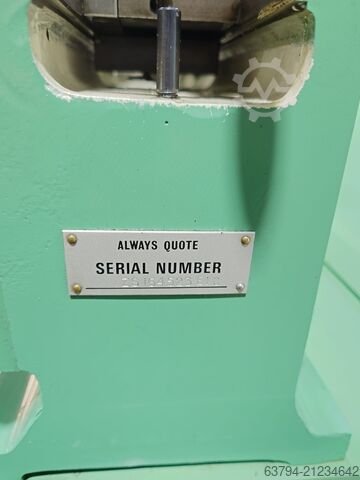 ALWAYS QUOTE
SERIAL NUMBER
63794-21234642